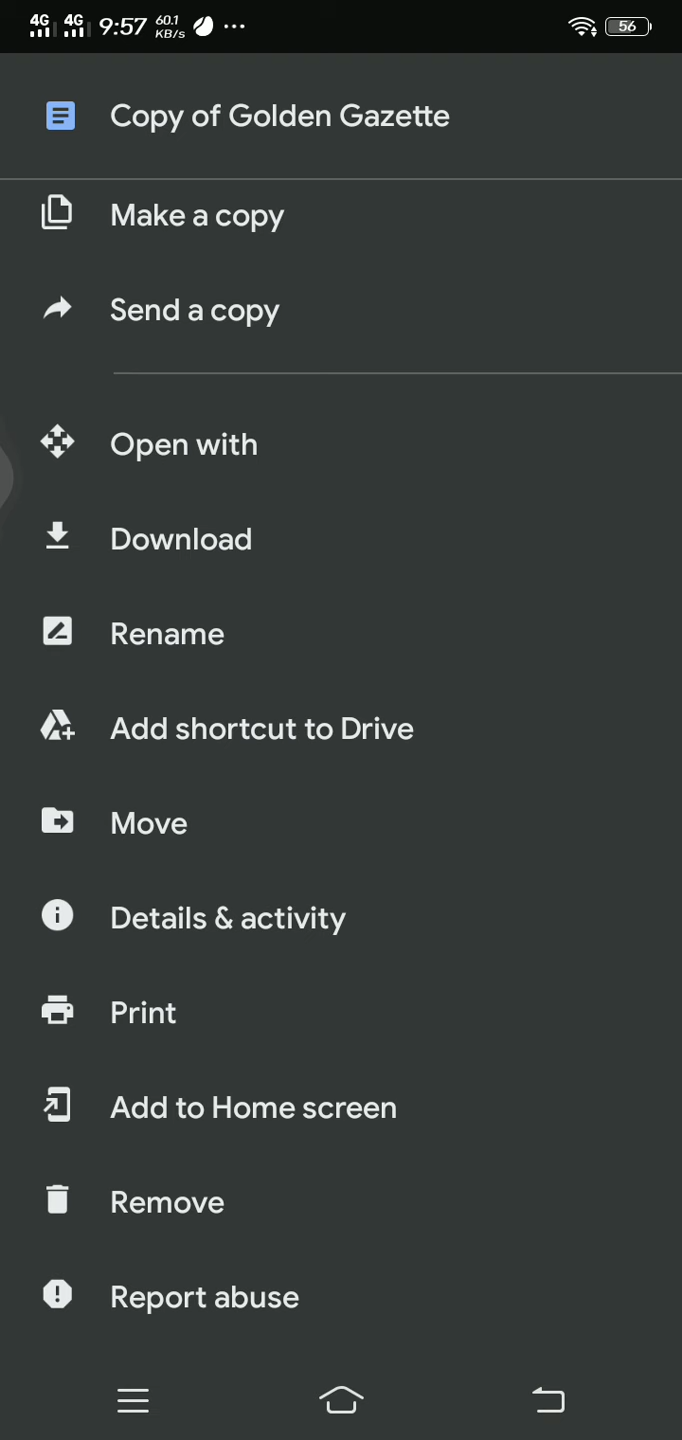 4G 4G 9:57 60.1 KB/s ... 56
Copy of Golden Gazette
Make a copy
Send a copy
Open with
Download
Rename
Add shortcut to Drive
Move
Details & activity
Print
Add to Home screen
Remove
Report abuse